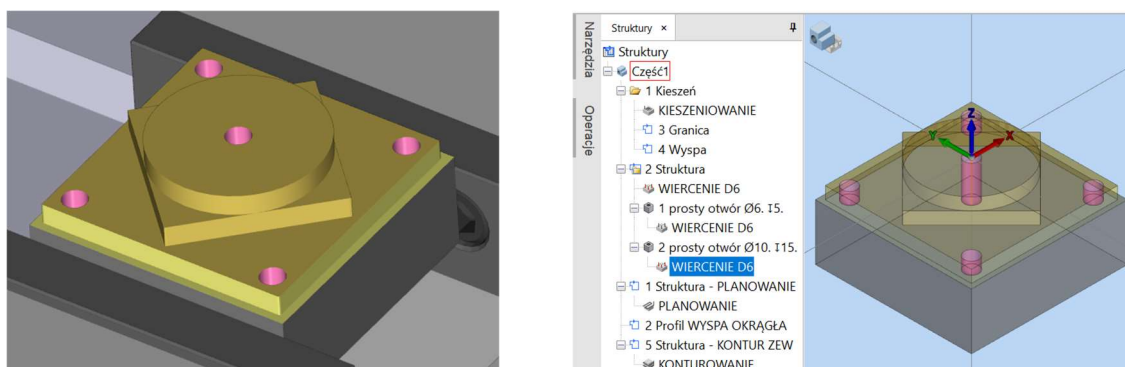 Narzędzia
Operacje
Struktury ×
Struktury
Część1
1 Kieszeń
KIESZENIOWANIE
3 Granica
4 Wyspa
2 Struktura
WIERCENIE D6
1 prosty otwór Ø6. ↧5.
WIERCENIE D6
2 prosty otwór Ø10. ↧15.
WIERCENIE D6
1 Struktura - PLANOWANIE
PLANOWANIE
2 Profil WYSPA OKRĄGŁA
5 Struktura - KONTUR ZEW
KONTUROWANIE
Z
Y
X